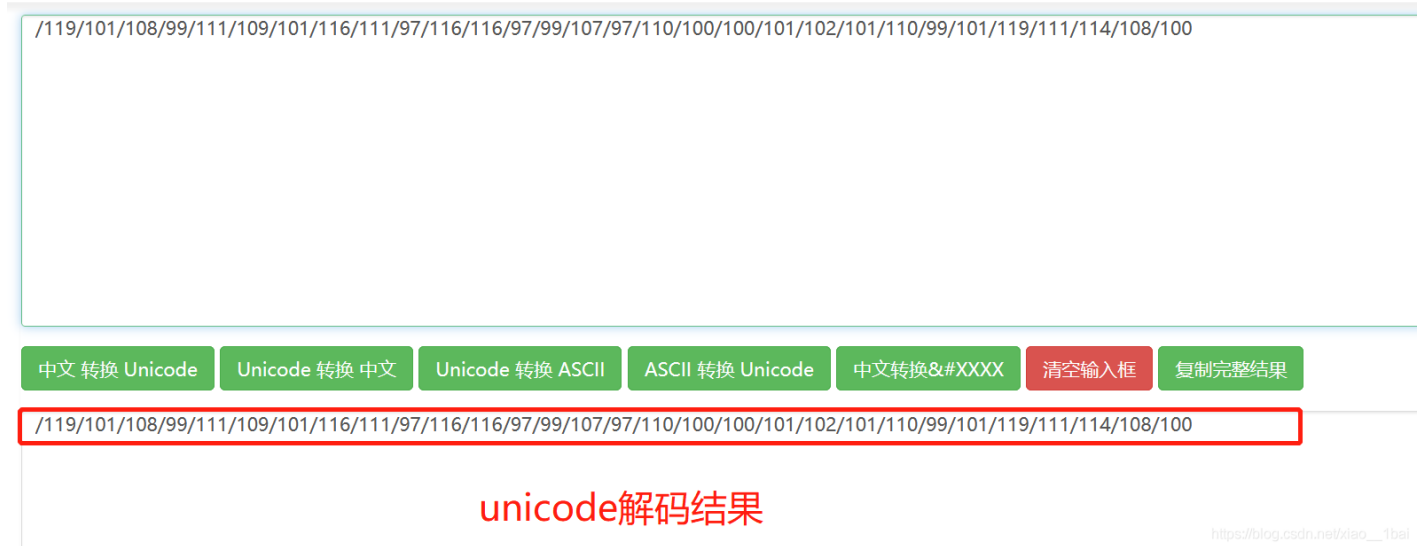 /119/101/108/99/111/109/101/116/111/97/116/116/97/99/107/97/110/100/100/101/102/101/110/99/101/119/111/114/108/100
中文 转换 Unicode Unicode 转换 中文 Unicode 转换 ASCII ASCII 转换 Unicode 中文转换&#XXXX 清空输入框 复制完整结果
/119/101/108/99/111/109/101/116/111/97/116/116/97/99/107/97/110/100/100/101/102/101/110/99/101/119/111/114/108/100
unicode解码结果
https://blog.csdn.net/xiao__1bai